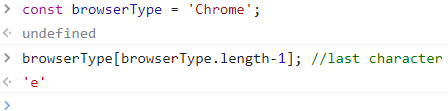 > const browserType = 'Chrome';
undefined
> browserType[browserType.length-1]; //last character
'e'
>